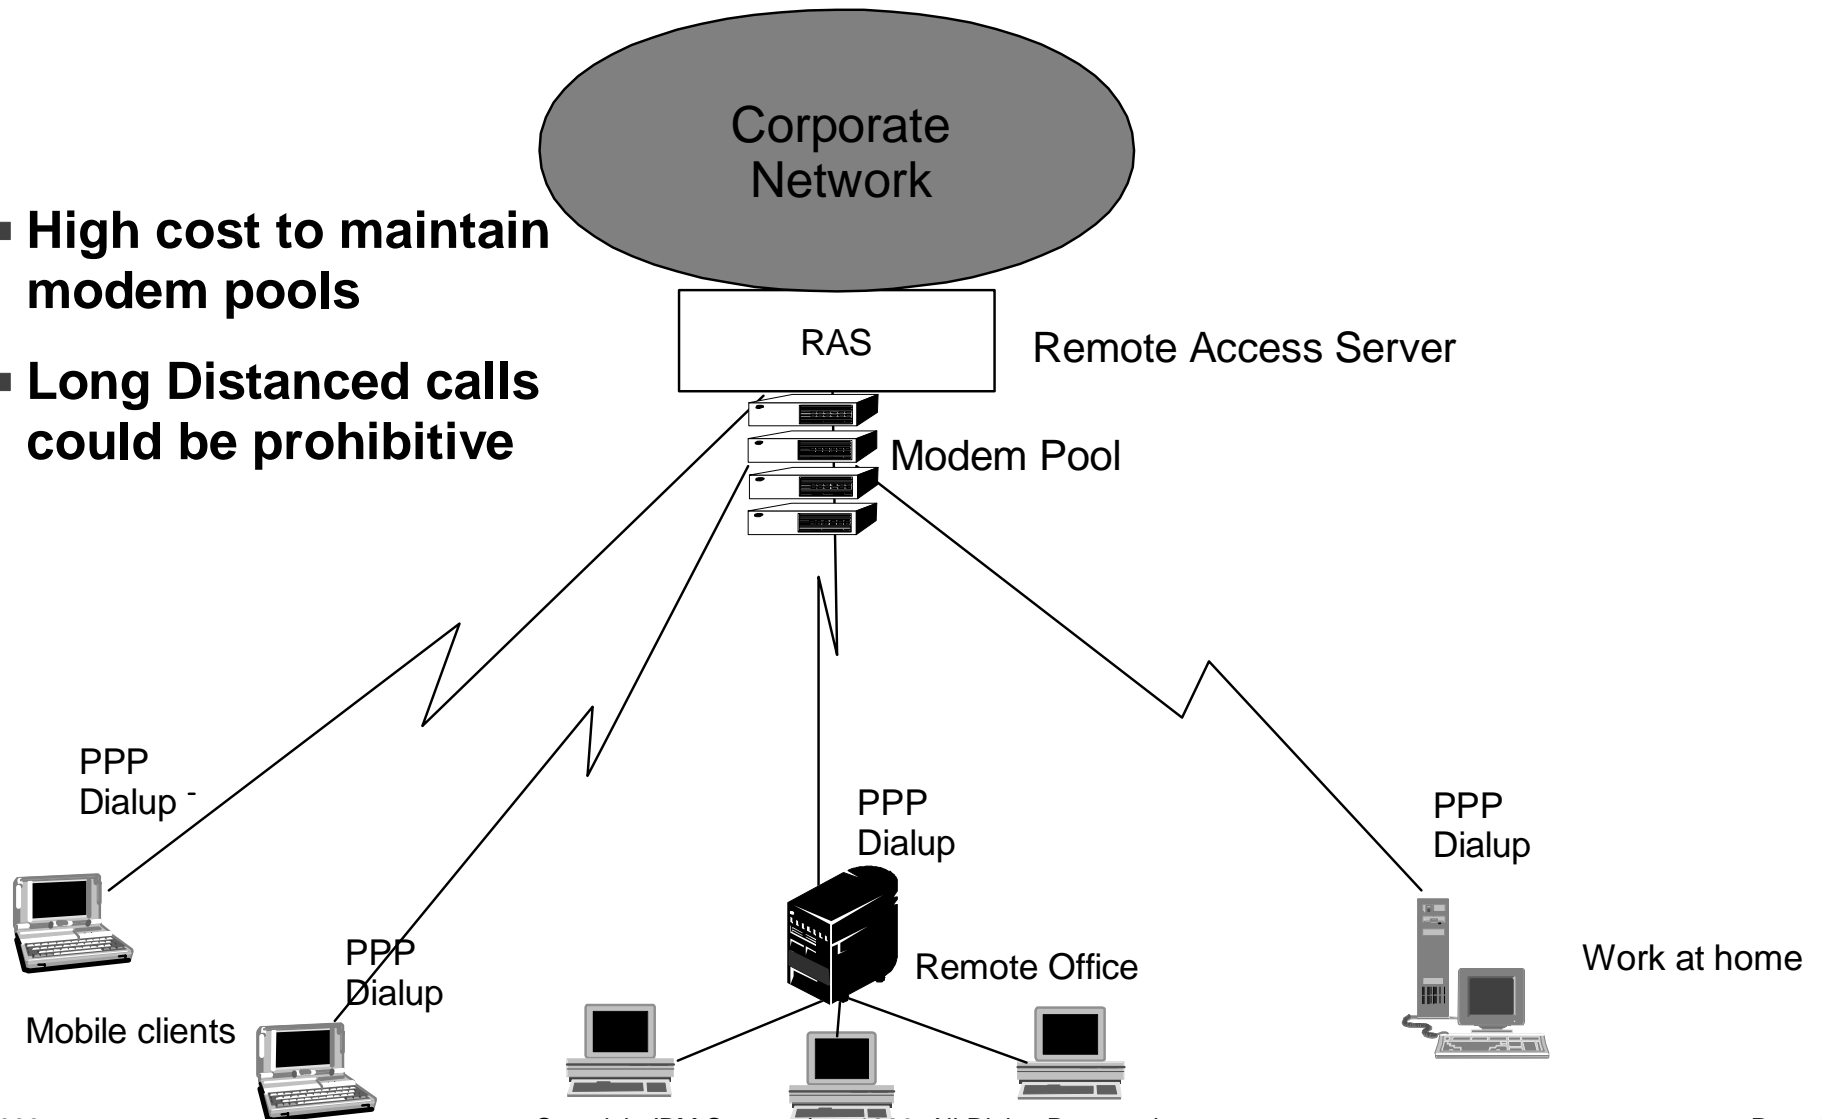 Corporate
Network
▪ High cost to maintain
modem pools
RAS
Remote Access Server
▪ Long Distanced calls
could be prohibitive
Modem Pool
PPP
Dialup -
PPP
Dialup
PPP
Dialup
PPP
Dialup
Remote Office
Work at home
Mobile clients